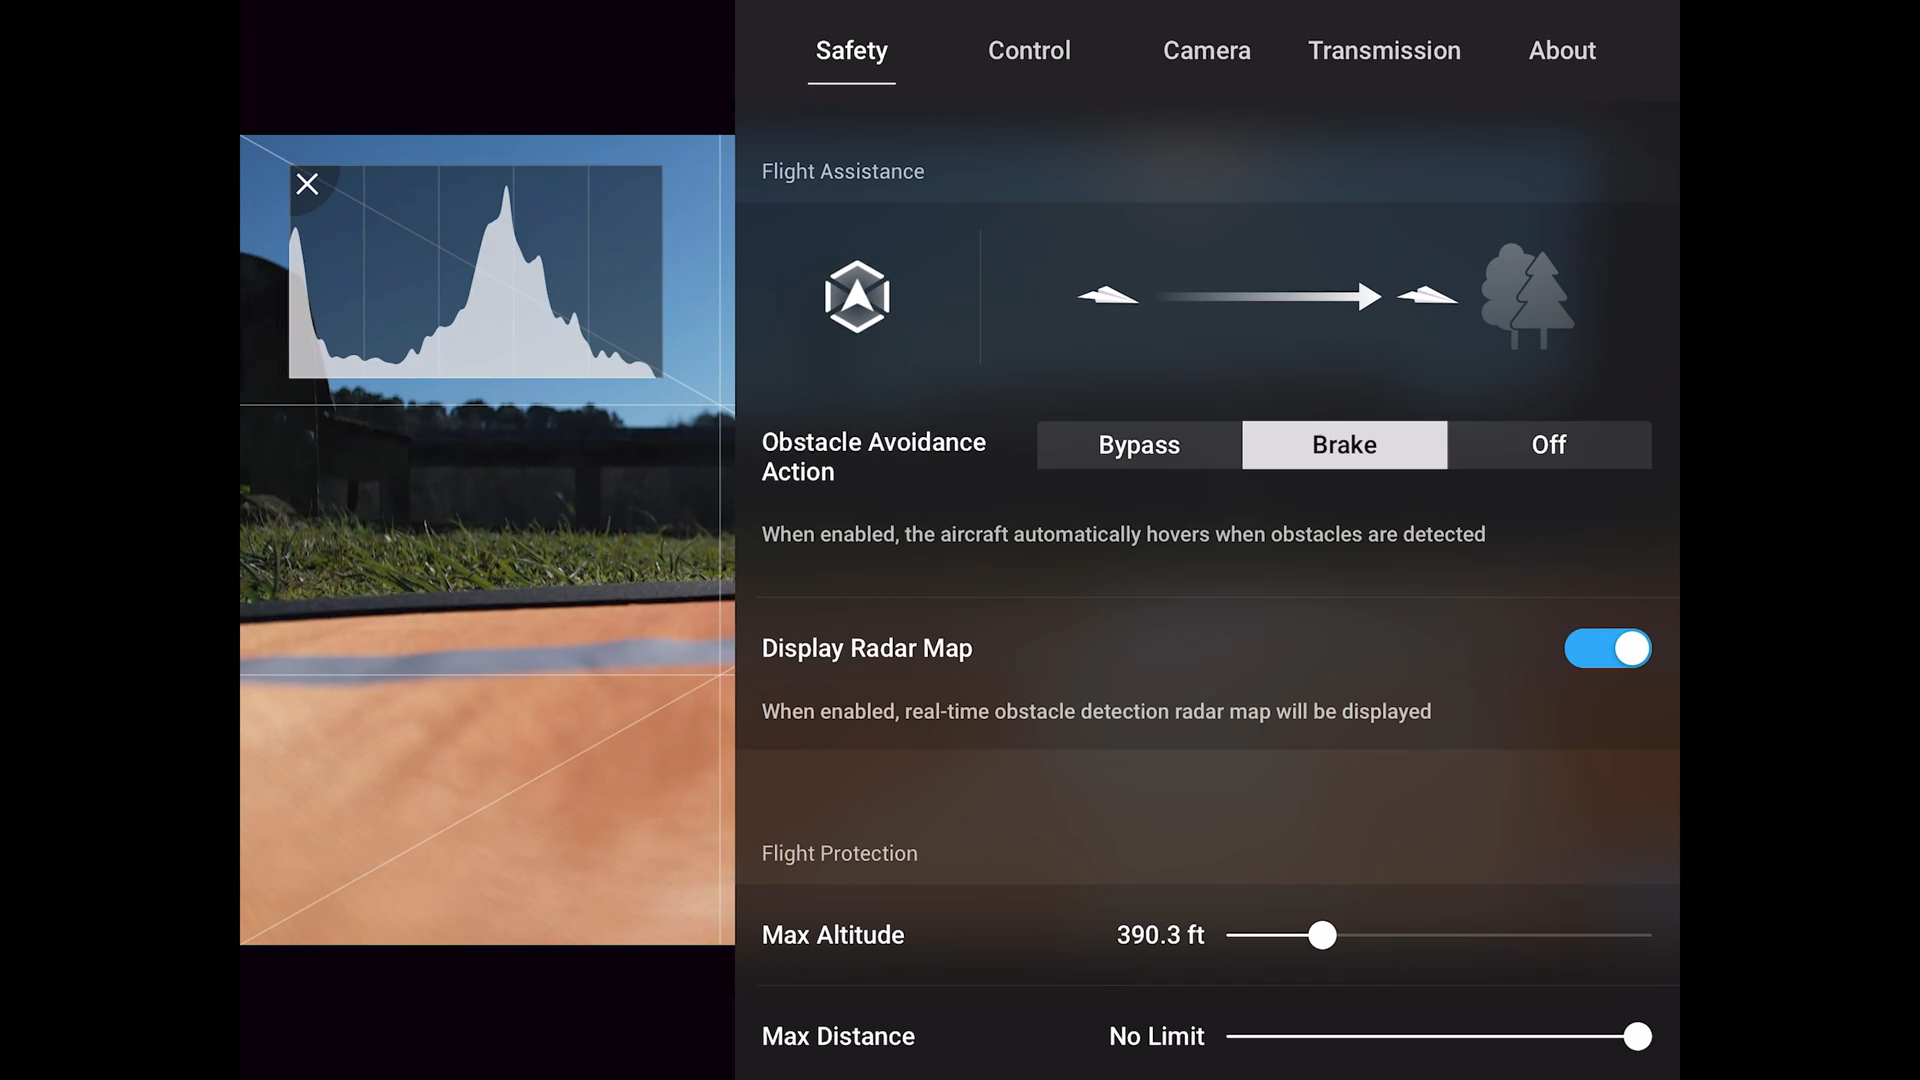 Safety Control Camera Transmission About
Flight Assistance
Obstacle Avoidance
Action
Bypass Brake Off
When enabled, the aircraft automatically hovers when obstacles are detected
Display Radar Map
When enabled, real-time obstacle detection radar map will be displayed
Flight Protection
Max Altitude 390.3 ft
Max Distance No Limit